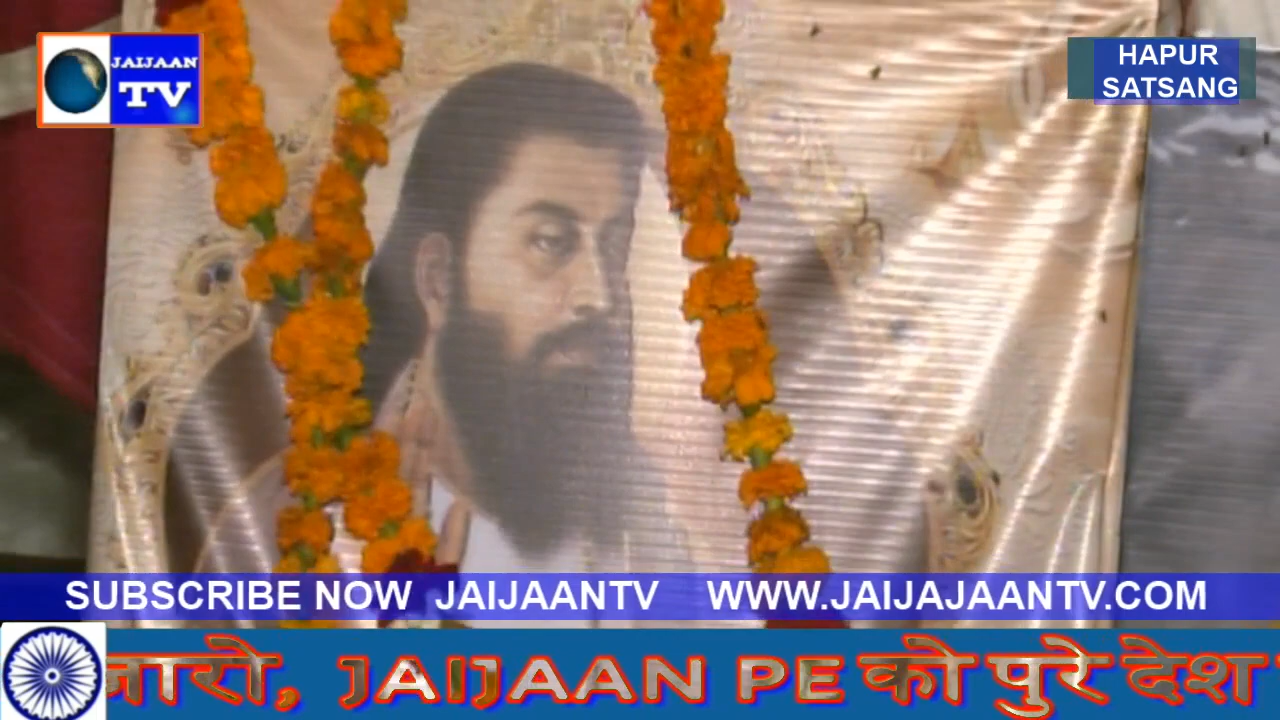 JAIJAAN
TV
HAPUR
SATSANG
SUBSCRIBE NOW JAIJAANTV WWW.JAIJAJAANTV.COM
जारो, JAIJAAN PE को पुरे देश